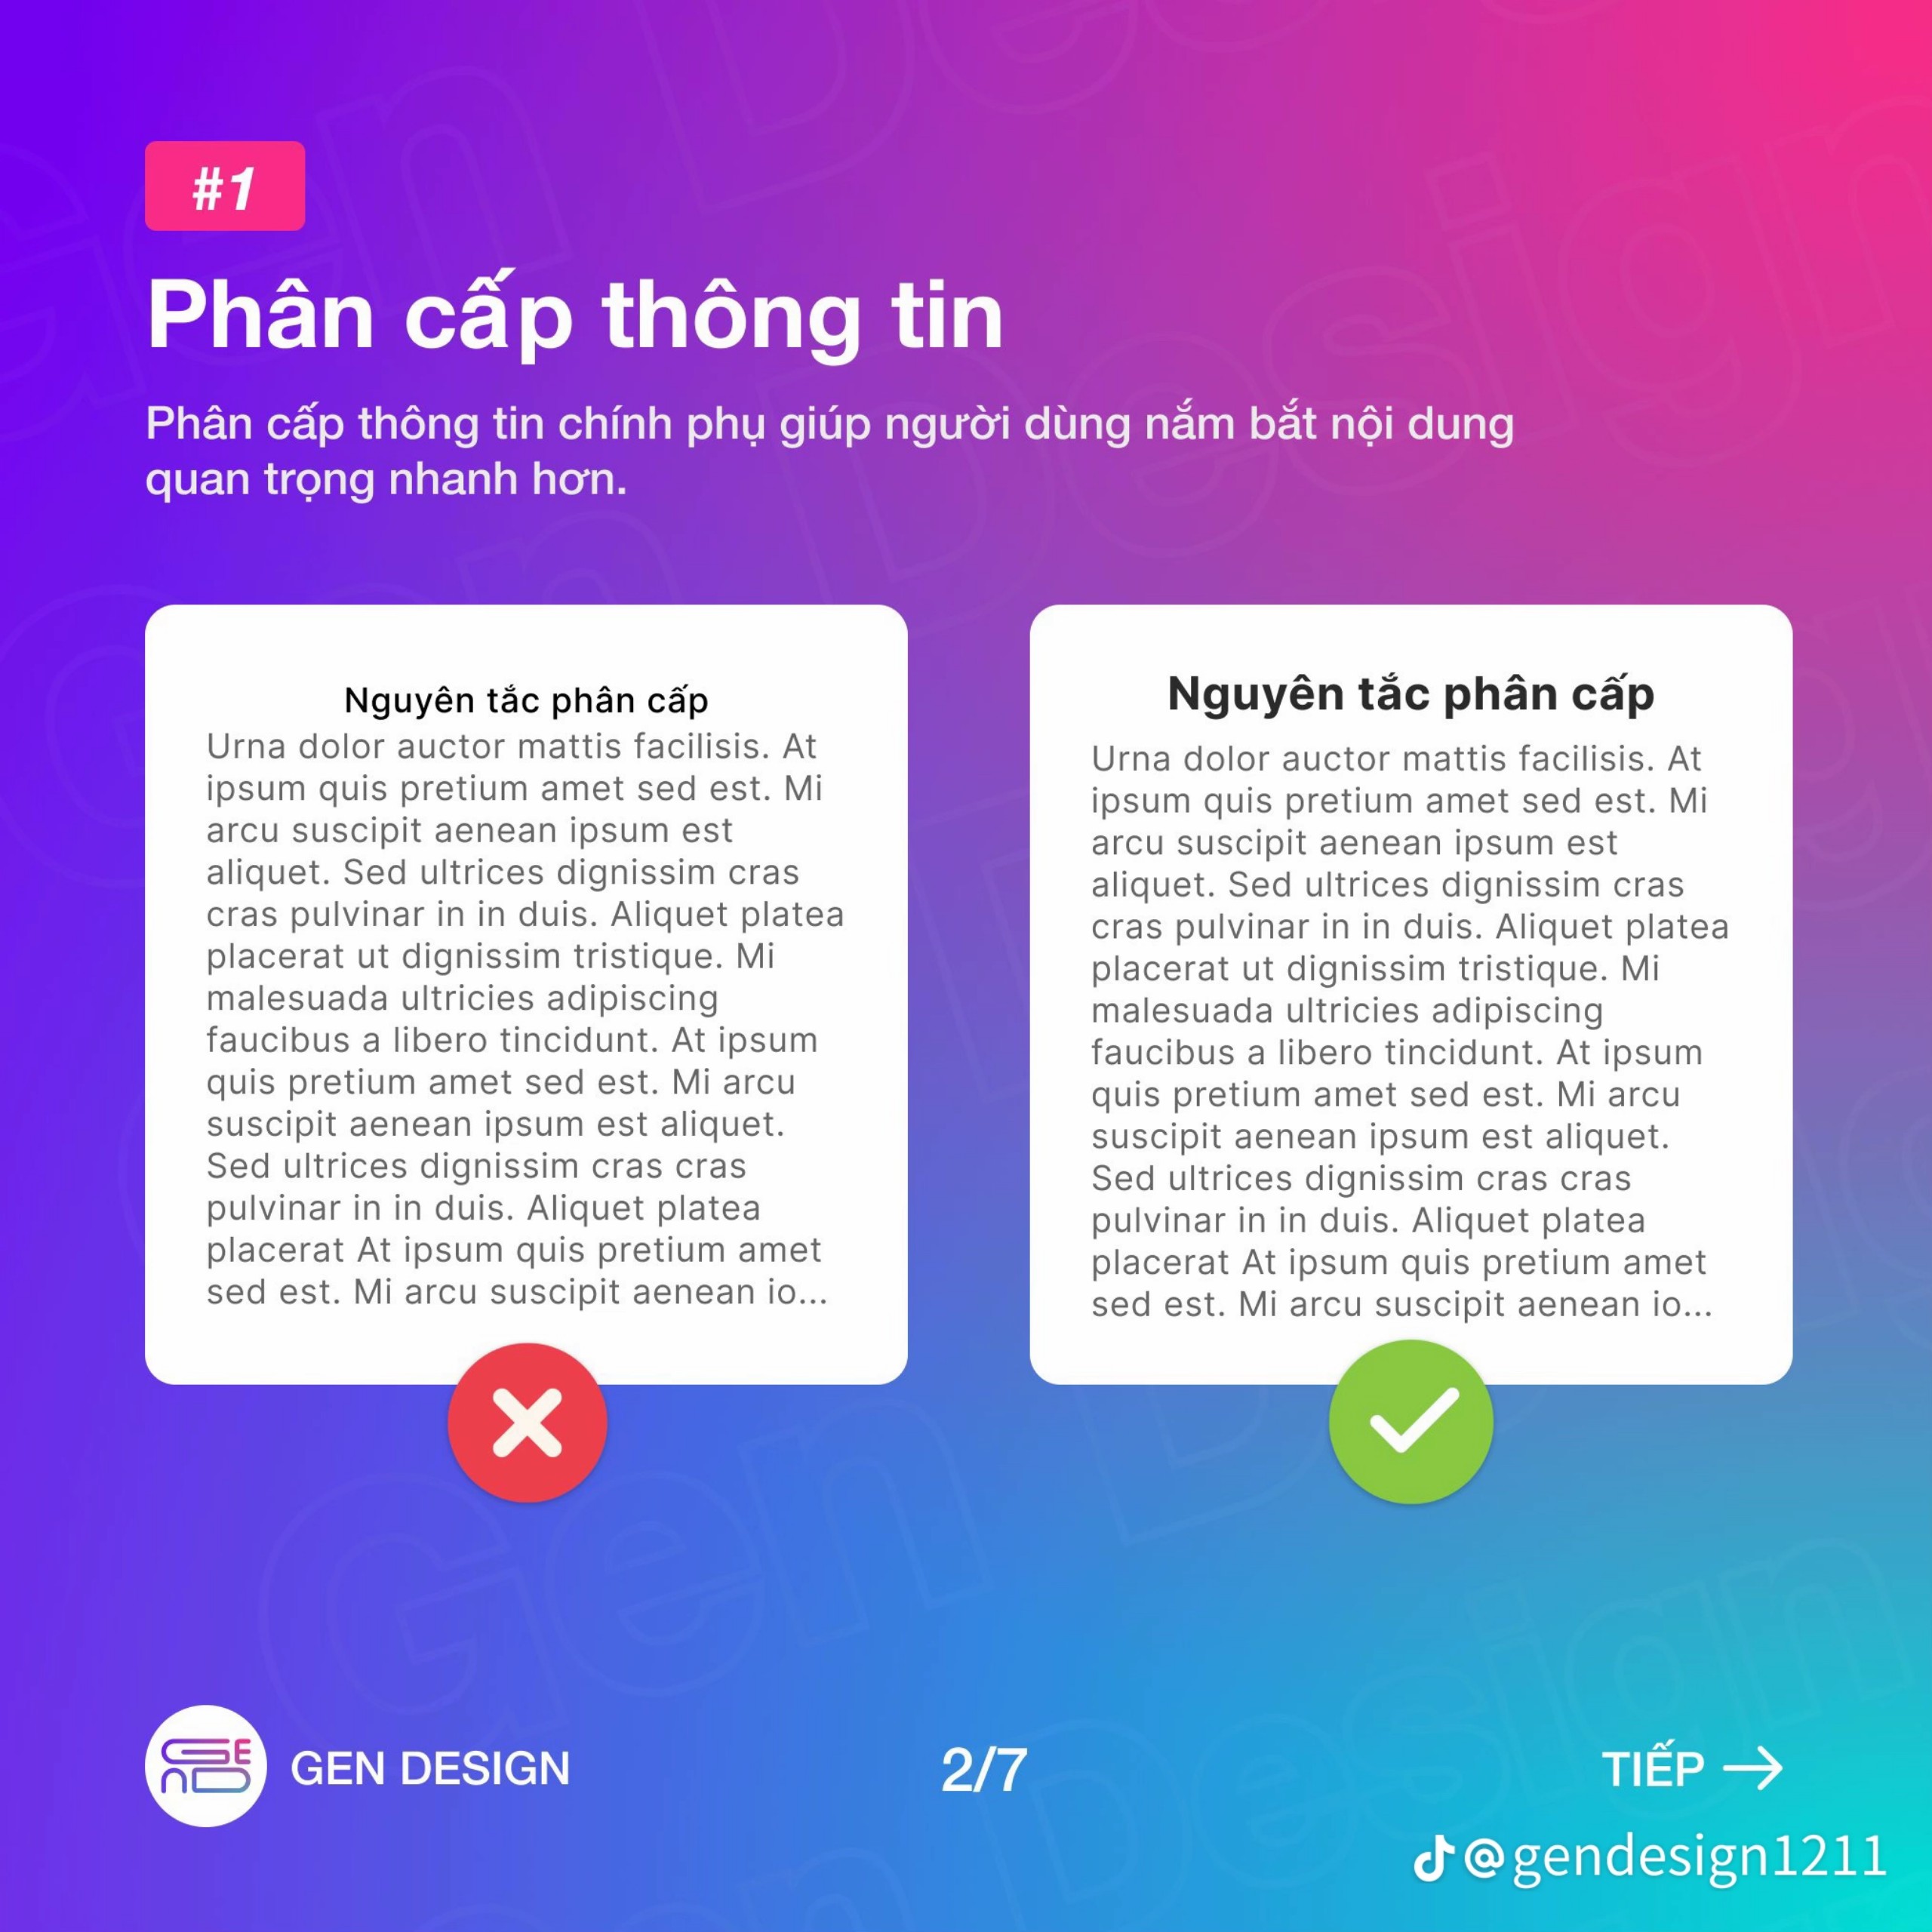 #1
Phân cấp thông tin
Phân cấp thông tin chính phụ giúp người dùng nắm bắt nội dung
quan trọng nhanh hơn.
Nguyên tắc phân cấp
Urna dolor auctor mattis facilisis. At
ipsum quis pretium amet sed est. Mi
arcu suscipit aenean ipsum est
aliquet. Sed ultrices dignissim cras
cras pulvinar in in duis. Aliquet platea
placerat ut dignissim tristique. Mi
malesuada ultricies adipiscing
faucibus a libero tincidunt. At ipsum
quis pretium amet sed est. Mi arcu
suscipit aenean ipsum est aliquet.
Sed ultrices dignissim cras cras
pulvinar in in duis. Aliquet platea
placerat At ipsum quis pretium amet
sed est. Mi arcu suscipit aenean io...
Nguyên tắc phân cấp
Urna dolor auctor mattis facilisis. At
ipsum quis pretium amet sed est. Mi
arcu suscipit aenean ipsum est
aliquet. Sed ultrices dignissim cras
cras pulvinar in in duis. Aliquet platea
placerat ut dignissim tristique. Mi
malesuada ultricies adipiscing
faucibus a libero tincidunt. At ipsum
quis pretium amet sed est. Mi arcu
suscipit aenean ipsum est aliquet.
Sed ultrices dignissim cras cras
pulvinar in in duis. Aliquet platea
placerat At ipsum quis pretium amet
sed est. Mi arcu suscipit aenean io...
GEN DESIGN
2/7
TIẾP →
@gendesign1211